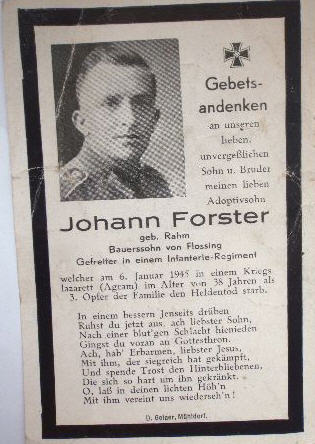 Gebets-
andenken
an unseren
lieben,
unvergeßlichen
Sohn u. Bruder
meinen lieben
Adoptivsohn
Johann Forster
geb. Rahm
Bauerssohn von Flossing
Gefreiter in einem Infanterie-Regiment
welcher am 6. Januar 1945 in einem Kriegs
lazarett (Agram) im Alter von 38 Jahren als
3. Opfer der Familie den Heldentod starb.
In einem bessern Jenseits drüben
Ruhst du jetzt aus, ach liebster Sohn,
Nach einer blut'gen Schlacht hienieden
Gingst du voran an Gottesthron.
Ach, hab' Erbarmen, liebster Jesus,
Mit ihm, der siegreich hat gekämpft,
Und spende Trost den Hinterbliebenen,
Die sich so hart um ihn gekränkt.
O, laß in deinen lichten Höh'n
Mit ihm vereint uns wiederseh'n!
D. Geiger, Mühldorf.